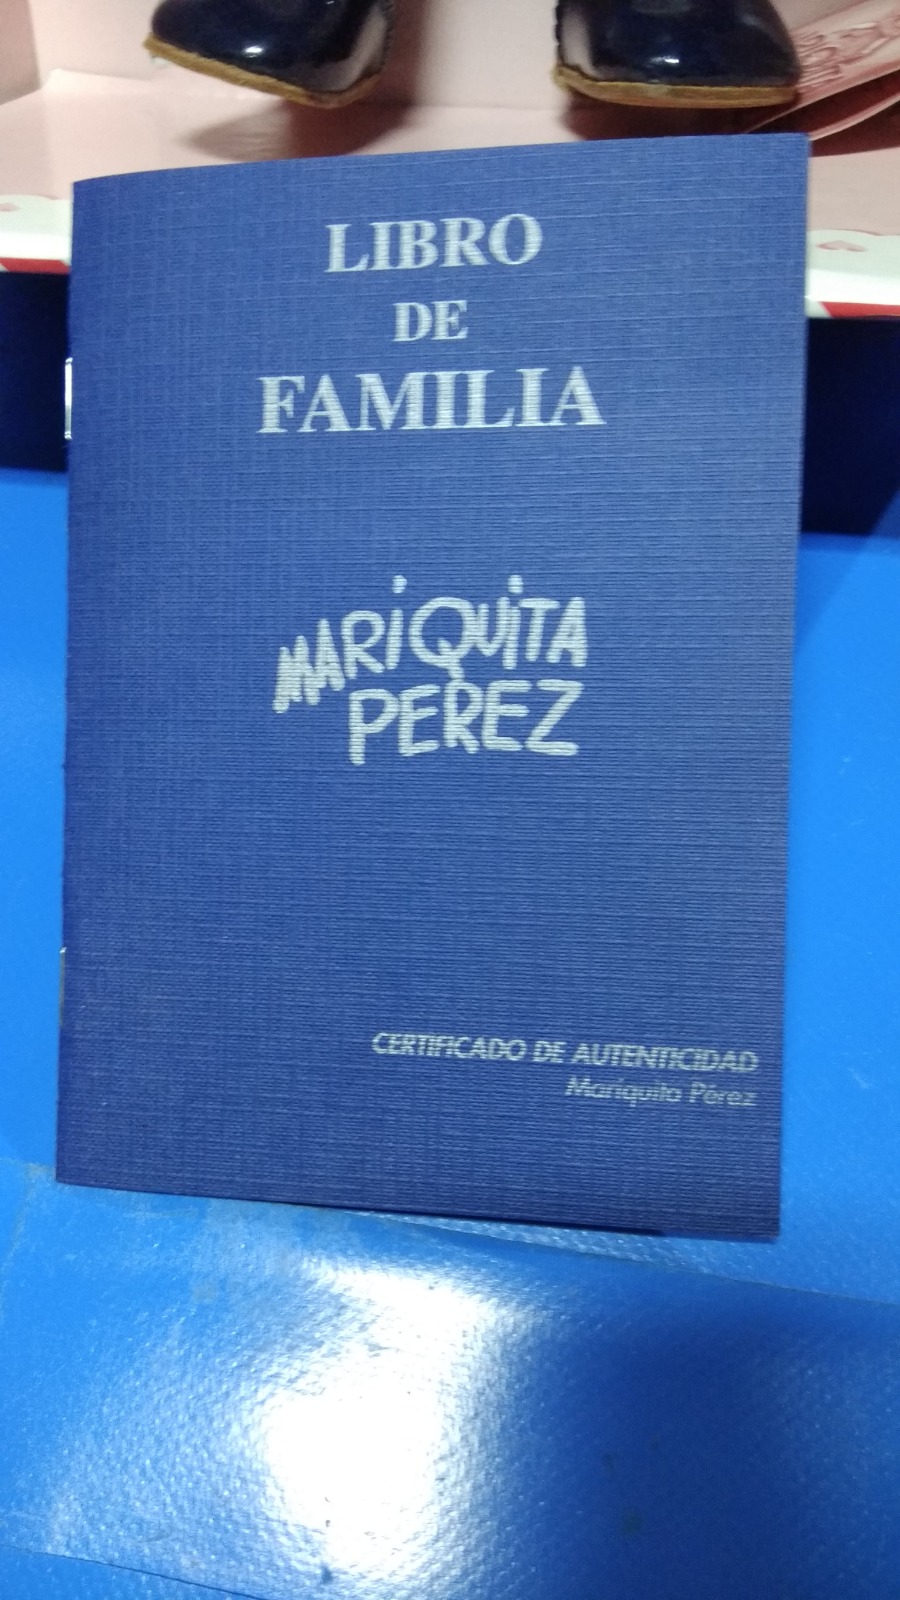 LIBRO
DE
FAMILIA
MARIQUITA
PEREZ
CERTIFICADO DE AUTENTICIDAD
Mariquita Pérez